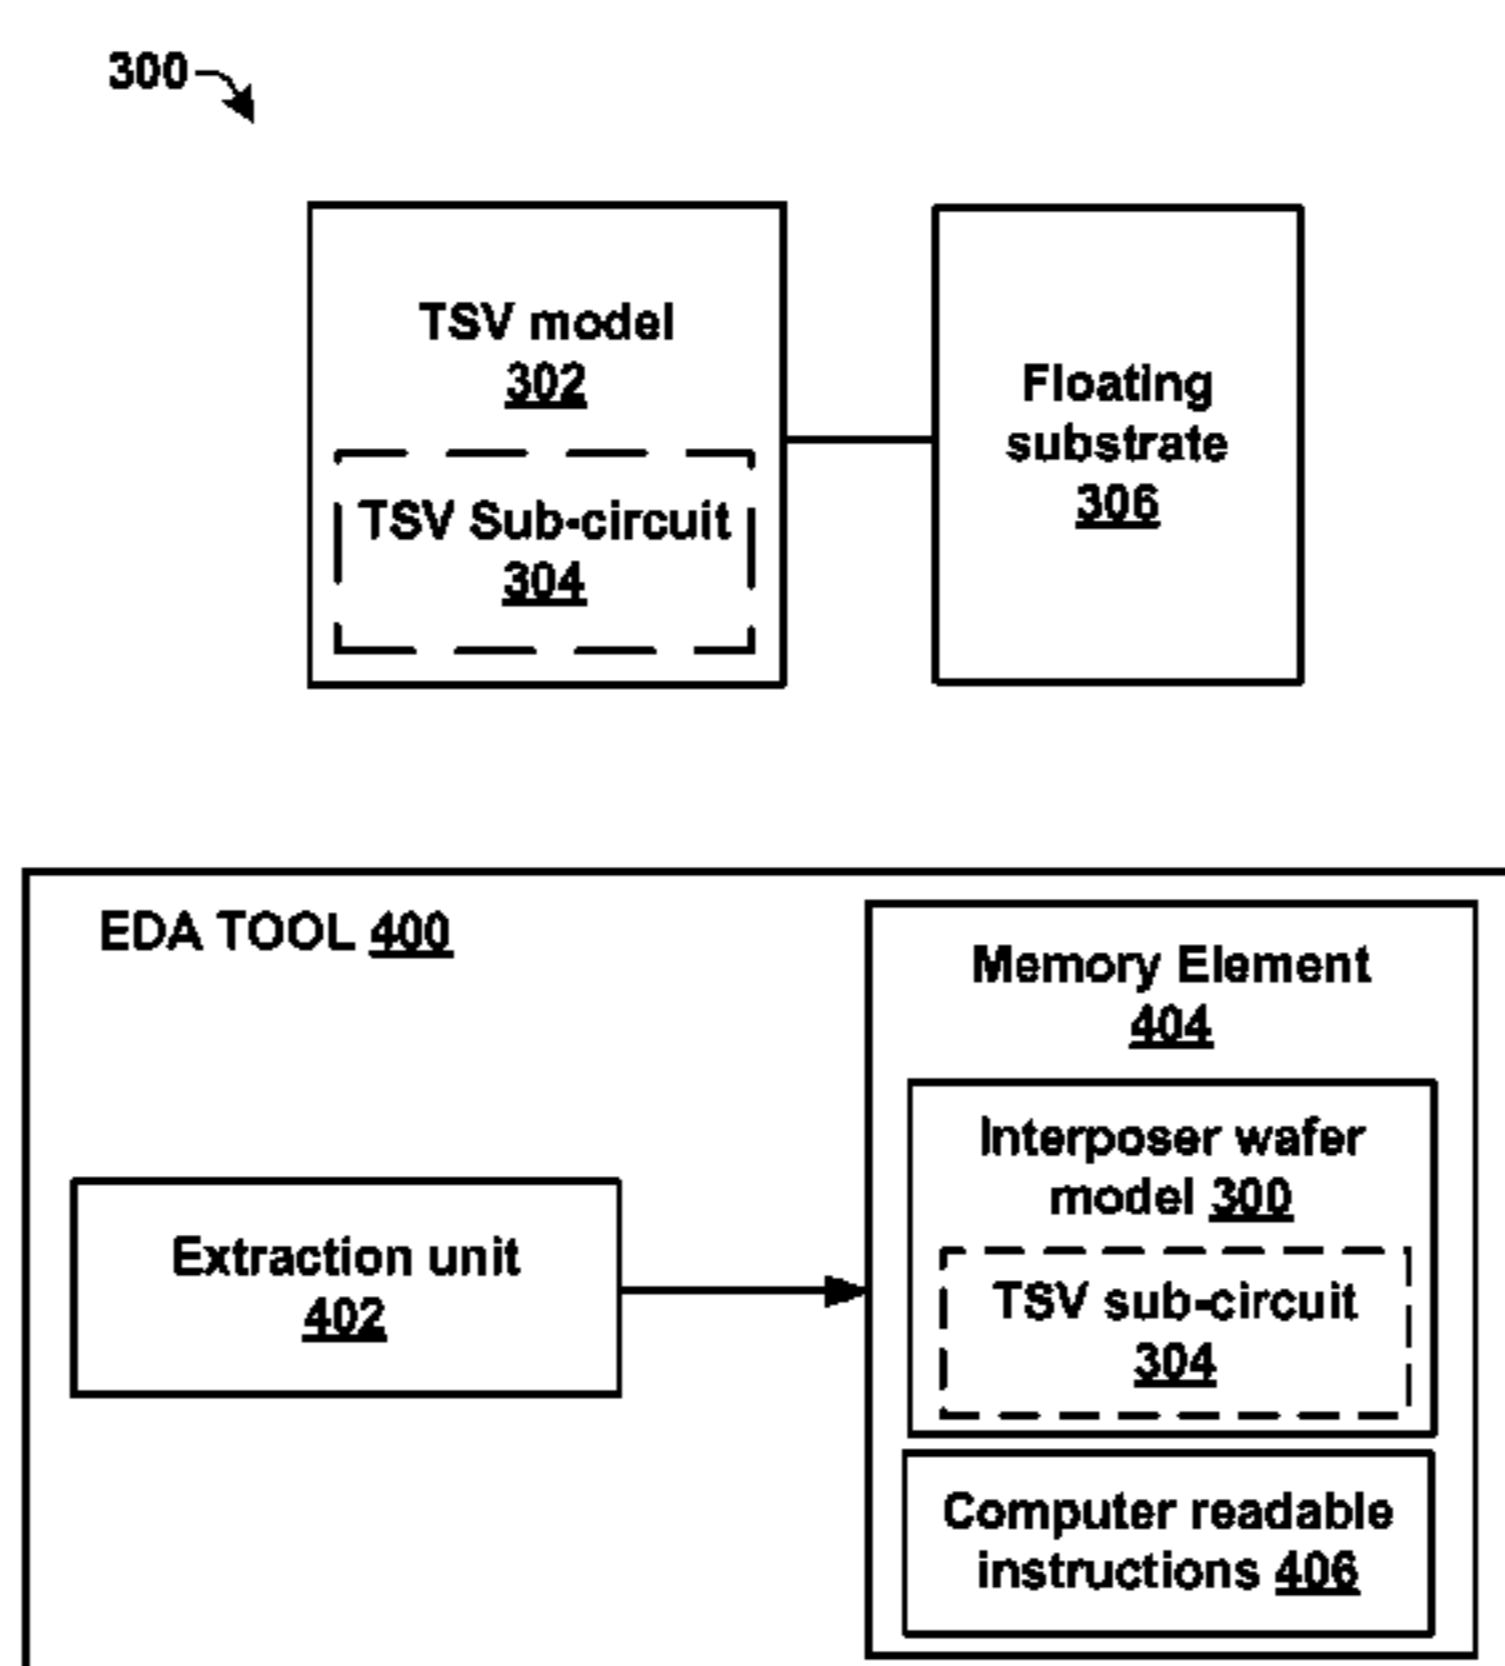 300
TSV model
302
TSV Sub-circuit
304
Floating
substrate
306
EDA TOOL 400
Extraction unit
402
Memory Element
404
Interposer wafer
model 300
TSV sub-circuit
304
Computer readable
instructions 406